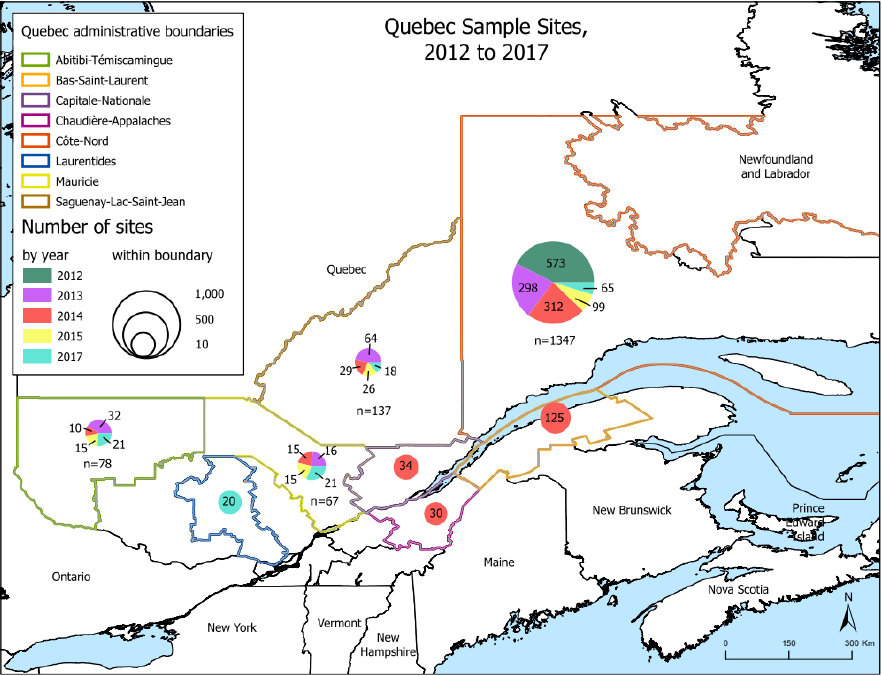 Quebec Sample Sites,
2012 to 2017
Quebec administrative boundaries
Abitibi-Témiscamingue
Bas-Saint-Laurent
Capitale-Nationale
Chaudière-Appalaches
Côte-Nord
Laurentides
Mauricie
Saguenay-Lac-Saint-Jean
Number of sites
by year
within boundary
2012
2013
2014
2015
2017
1,000
500
10
Newfoundland
and Labrador
Quebec
573
298
312
65
99
n=1347
64
29
18
26
n=137
32
10
15
21
n=78
15
16
15
21
n=67
125
34
20
30
New Brunswick
Prince
Edward
Island
Nova Scotia
Maine
Ontario
New York
Vermont
New
Hampshire
N
0 150 300 Km